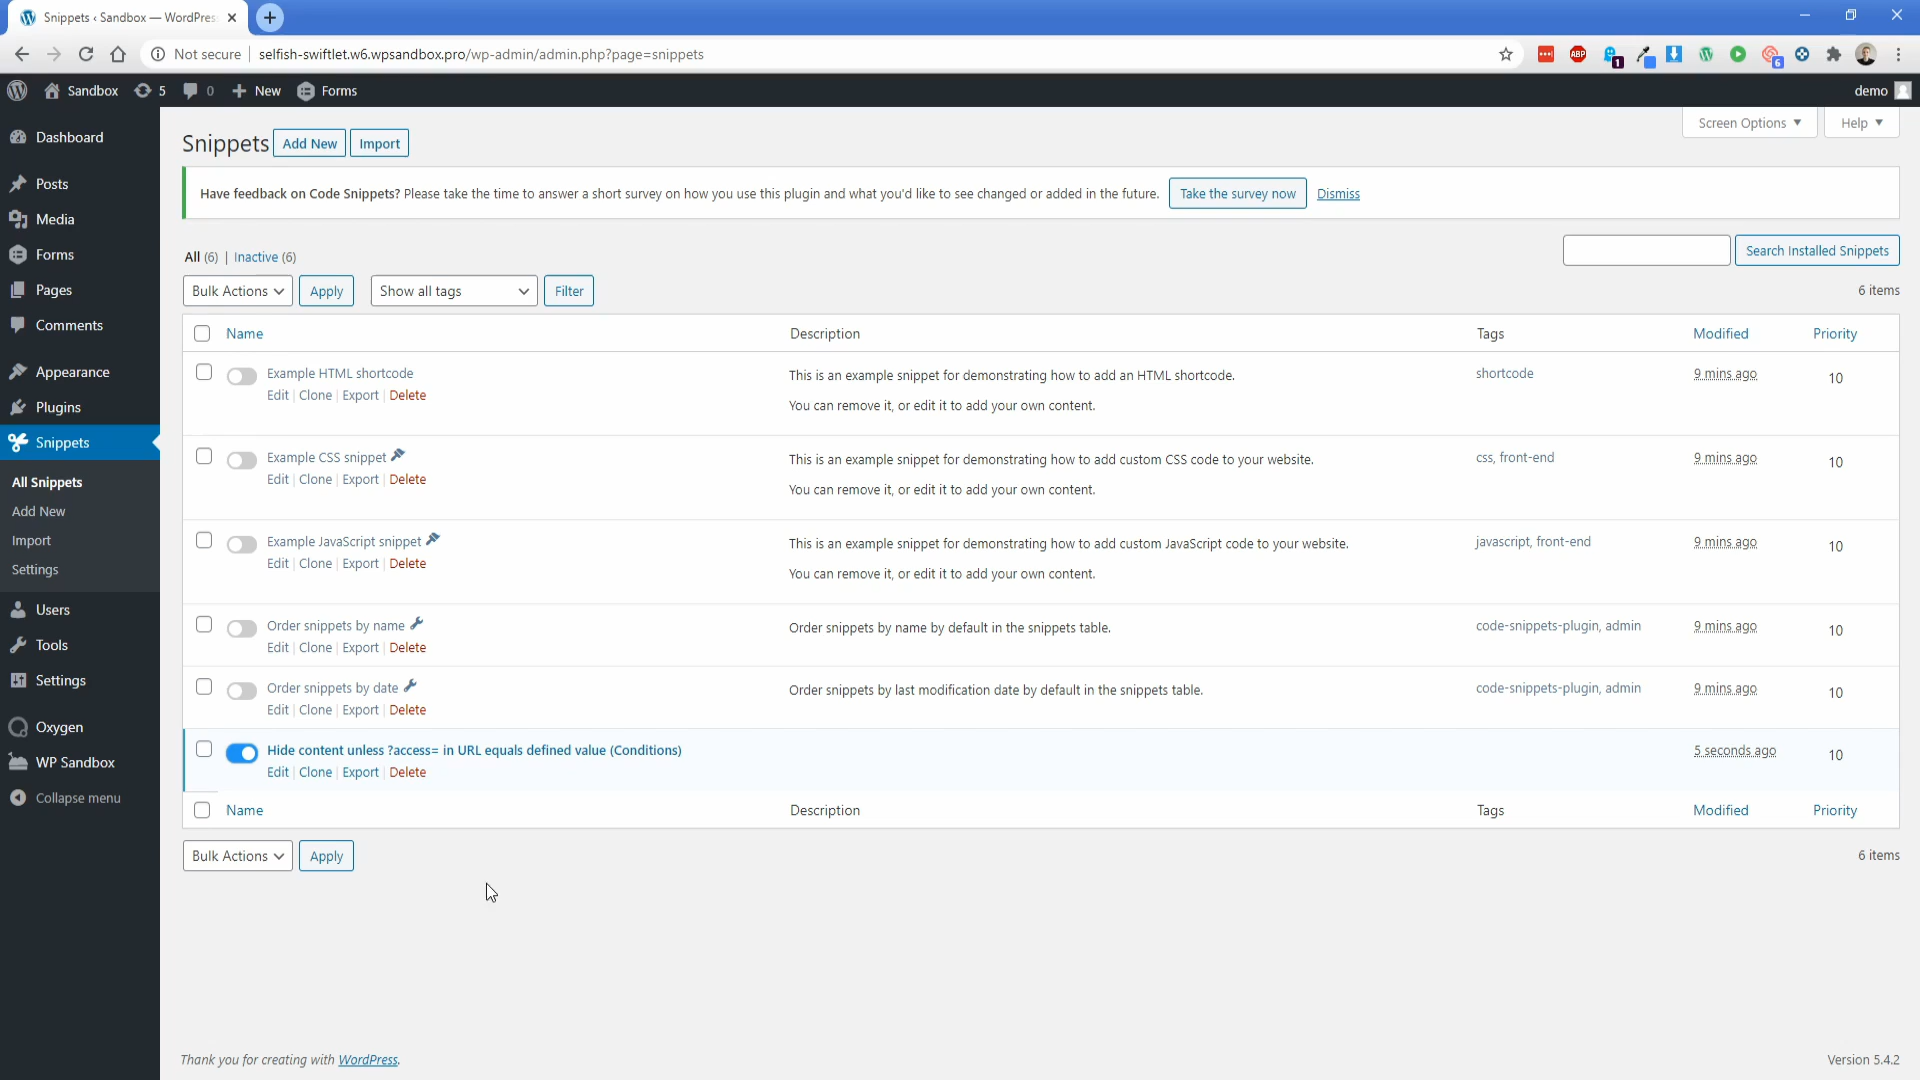 Snippets ‹ Sandbox — WordPres
Not secure
selfish-swiftlet.w6.wpsandbox.pro/wp-admin/admin.php?page=snippets
ABP
1
6
Sandbox
5
0
New
Forms
demo
Dashboard
Posts
Media
Forms
Pages
Comments
Appearance
Plugins
Snippets
All Snippets
Add New
Import
Settings
Users
Tools
Settings
Oxygen
WP Sandbox
Collapse menu
Screen Options
Help
Snippets
Add New
Import
Have feedback on Code Snippets? Please take the time to answer a short survey on how you use this plugin and what you'd like to see changed or added in the future.
Take the survey now
Dismiss
All (6) | Inactive (6)
Search Installed Snippets
Bulk Actions
Apply
Show all tags
Filter
6 items
Name Description Tags Modified Priority
Example HTML shortcode
Edit | Clone | Export | Delete
This is an example snippet for demonstrating how to add an HTML shortcode.
You can remove it, or edit it to add your own content.
shortcode
9 mins ago
10
Example CSS snippet
Edit | Clone | Export | Delete
This is an example snippet for demonstrating how to add custom CSS code to your website.
You can remove it, or edit it to add your own content.
css, front-end
9 mins ago
10
Example JavaScript snippet
Edit | Clone | Export | Delete
This is an example snippet for demonstrating how to add custom JavaScript code to your website.
You can remove it, or edit it to add your own content.
javascript, front-end
9 mins ago
10
Order snippets by name
Edit | Clone | Export | Delete
Order snippets by name by default in the snippets table.
code-snippets-plugin, admin
9 mins ago
10
Order snippets by date
Edit | Clone | Export | Delete
Order snippets by last modification date by default in the snippets table.
code-snippets-plugin, admin
9 mins ago
10
Hide content unless ?access= in URL equals defined value (Conditions)
Edit | Clone | Export | Delete
5 seconds ago
10
Name Description Tags Modified Priority
Bulk Actions
Apply
6 items
Thank you for creating with WordPress.
Version 5.4.2